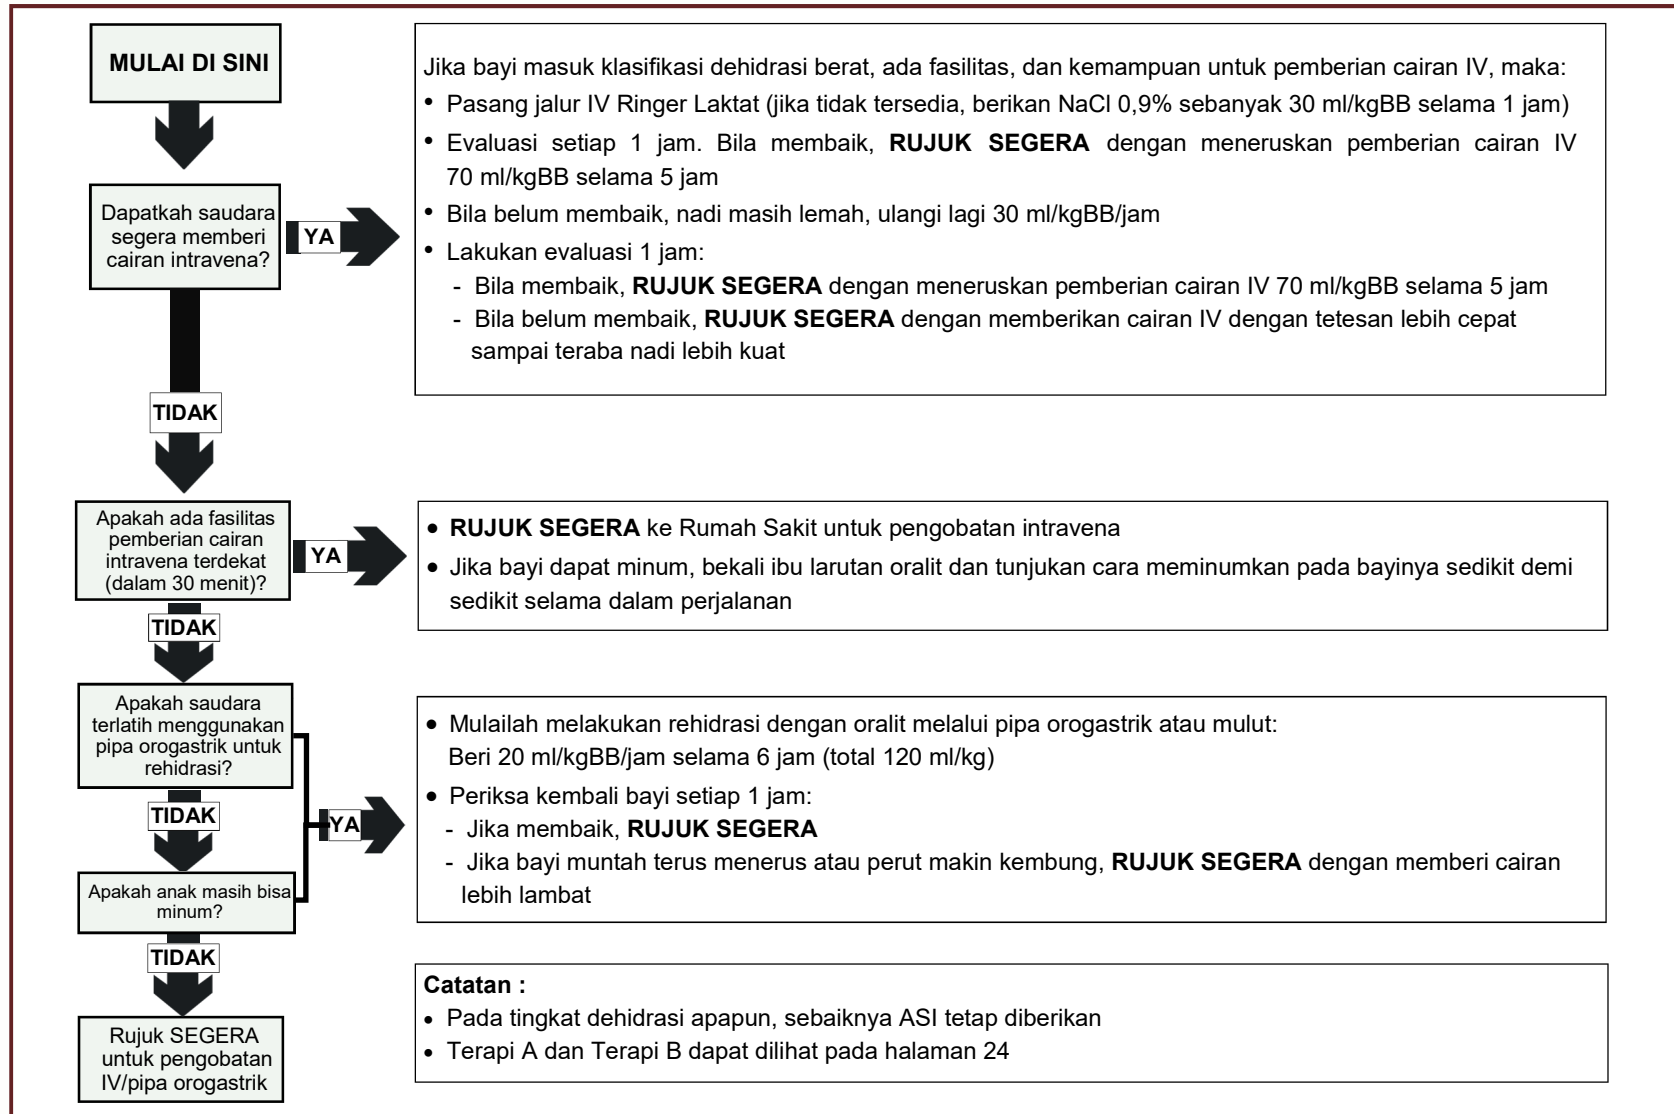 MULAI DI SINI
Jika bayi masuk klasifikasi dehidrasi berat, ada fasilitas, dan kemampuan untuk pemberian cairan IV, maka:
• Pasang jalur IV Ringer Laktat (jika tidak tersedia, berikan NaCl 0,9% sebanyak 30 ml/kgBB selama 1 jam)
• Evaluasi setiap 1 jam. Bila membaik, RUJUK SEGERA dengan meneruskan pemberian cairan IV
70 ml/kgBB selama 5 jam
• Bila belum membaik, nadi masih lemah, ulangi lagi 30 ml/kgBB/jam
• Lakukan evaluasi 1 jam:
- Bila membaik, RUJUK SEGERA dengan meneruskan pemberian cairan IV 70 ml/kgBB selama 5 jam
- Bila belum membaik, RUJUK SEGERA dengan memberikan cairan IV dengan tetesan lebih cepat
sampai teraba nadi lebih kuat
Dapatkah saudara
segera memberi
cairan intravena?
YA
TIDAK
Apakah ada fasilitas
pemberian cairan
intravena terdekat
(dalam 30 menit)?
YA
• RUJUK SEGERA ke Rumah Sakit untuk pengobatan intravena
• Jika bayi dapat minum, bekali ibu larutan oralit dan tunjukan cara meminumkan pada bayinya sedikit demi
sedikit selama dalam perjalanan
TIDAK
Apakah saudara
terlatih menggunakan
pipa orogastrik untuk
rehidrasi?
TIDAK
YA
Apakah anak masih bisa
minum?
• Mulailah melakukan rehidrasi dengan oralit melalui pipa orogastrik atau mulut:
Beri 20 ml/kgBB/jam selama 6 jam (total 120 ml/kg)
• Periksa kembali bayi setiap 1 jam:
- Jika membaik, RUJUK SEGERA
- Jika bayi muntah terus menerus atau perut makin kembung, RUJUK SEGERA dengan memberi cairan
lebih lambat
TIDAK
Rujuk SEGERA
untuk pengobatan
IV/pipa orogastrik
Catatan :
• Pada tingkat dehidrasi apapun, sebaiknya ASI tetap diberikan
• Terapi A dan Terapi B dapat dilihat pada halaman 24